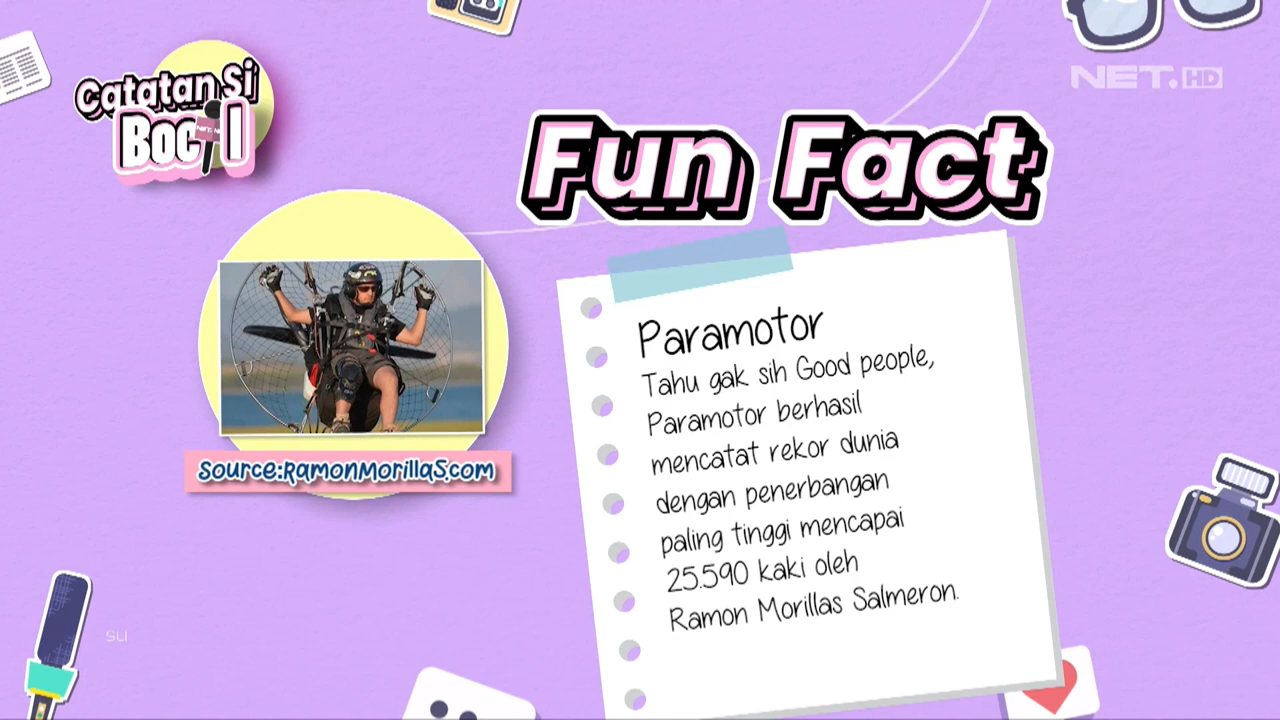 Catatan Si
NET.HD
Fun Fact
Paramotor
Tahu gak sih Good people,
Paramotor berhasil
mencatat rekor dunia
dengan penerbangan
paling tinggi mencapai
25.590 kaki oleh
Ramon Morillas Salmeron.
Source:RamonMorillas.com
su